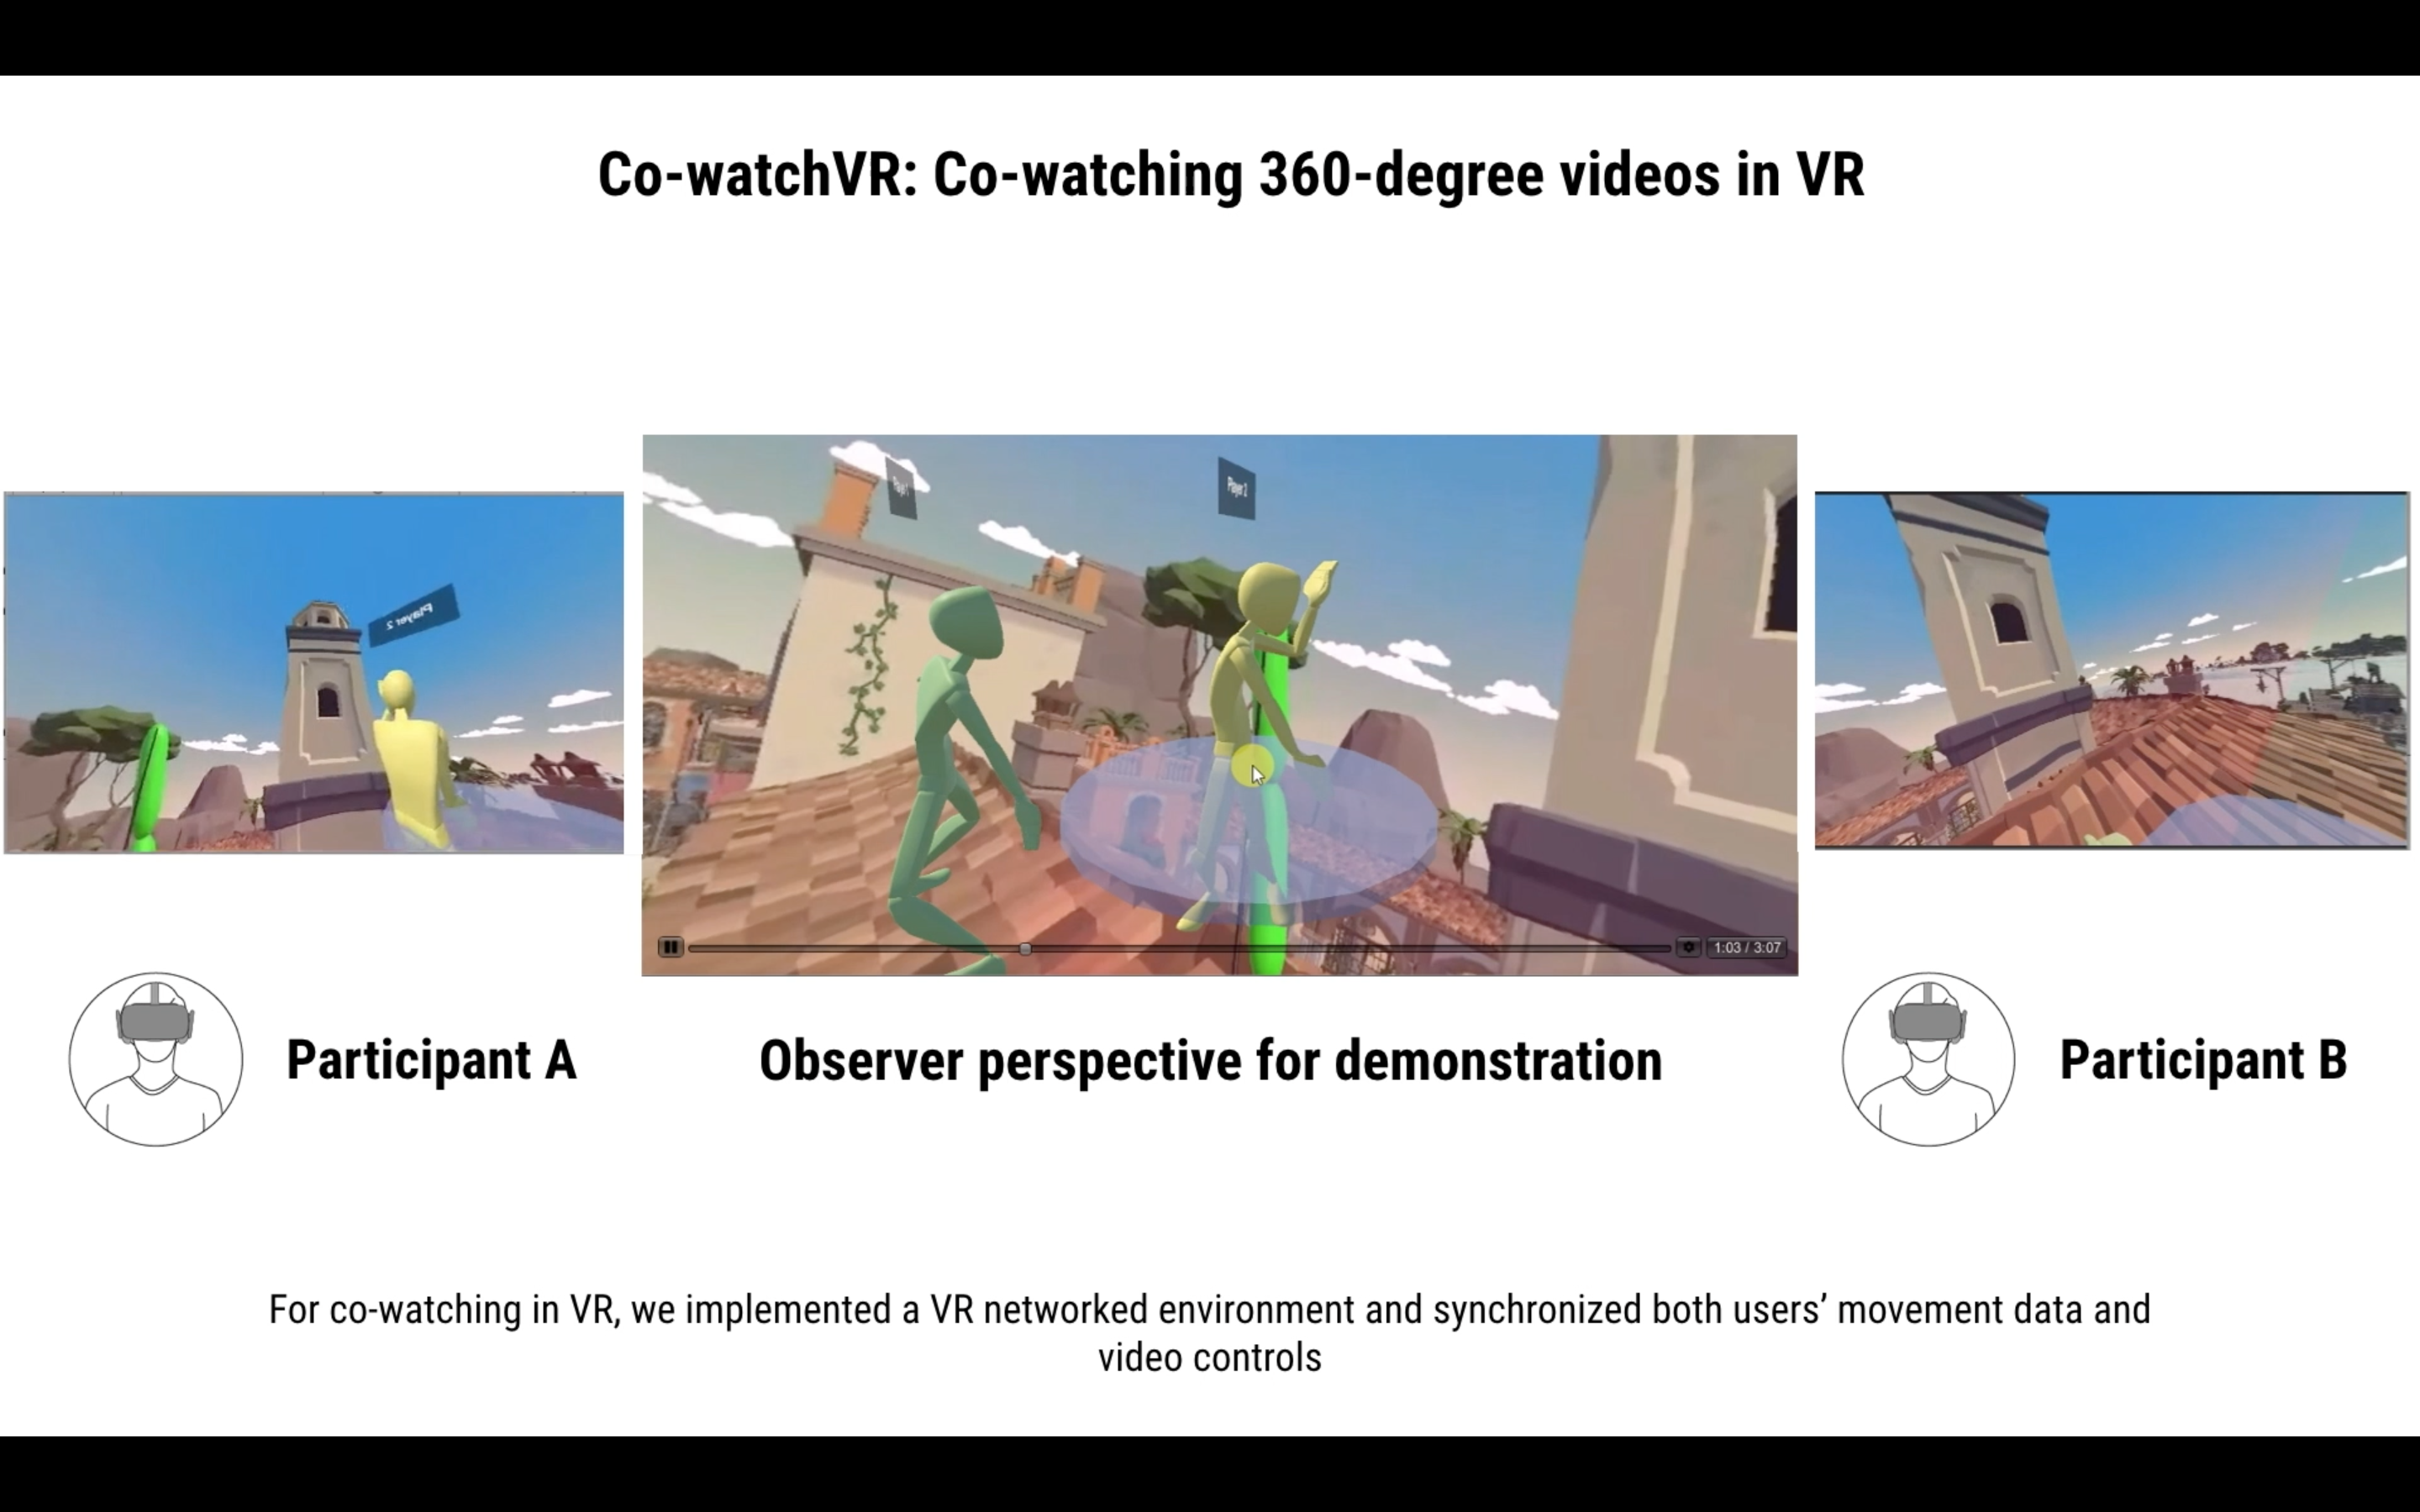 Co-watchVR: Co-watching 360-degree videos in VR
Player 2
Player 2
1:03 / 3:07
Participant A
Observer perspective for demonstration
Participant B
For co-watching in VR, we implemented a VR networked environment and synchronized both users’ movement data and
video controls